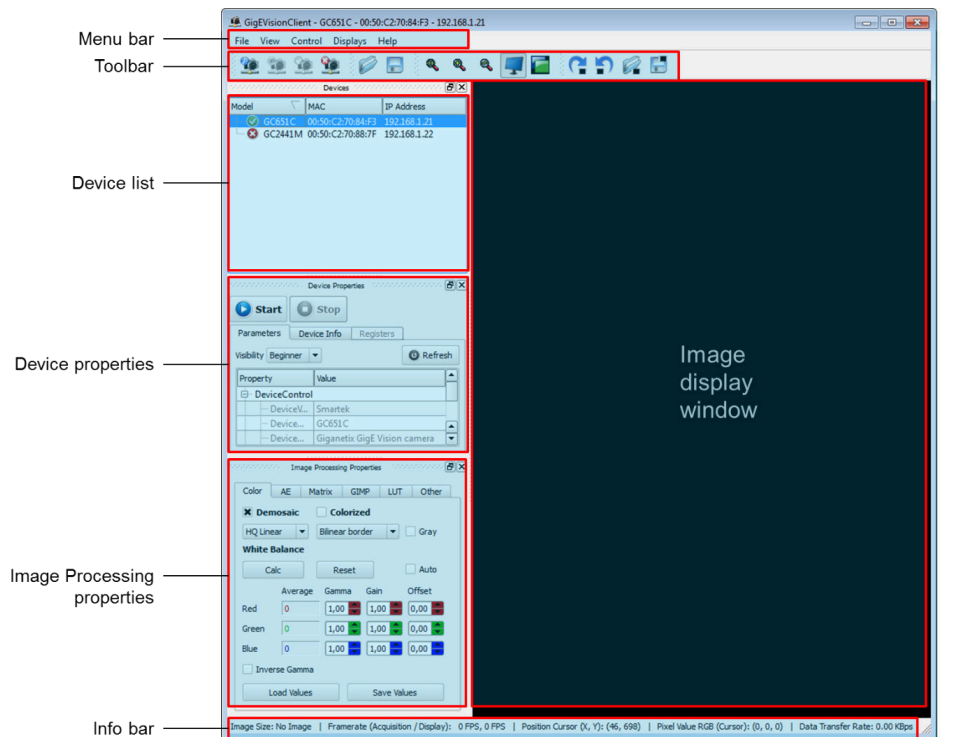 GigEVisionClient - GC651C - 00:50:C2:70:84:F3 - 192.168.1.21
Menu bar
File View Control Displays Help
Toolbar
Devices
Model MAC IP Address
GC651C 00:50:C2:70:84:F3 192.168.1.21
GC2441M 00:50:C2:70:88:7F 192.168.1.22
Device list
Device Properties
Start Stop
Parameters Device Info Registers
Visibility Beginner Refresh
Device properties
Property Value
DeviceControl
DeviceV... Smartek
Device... GC651C
Device... Giganetix GigE Vision camera
Image
display
window
Image Processing Properties
Color AE Matrix GIMP LUT Other
Demosaic Colorized
HQ Linear Bilinear border Gray
White Balance
Calc Reset Auto
Image Processing
properties
Average Gamma Gain Offset
Red 0 1,00 1,00 0,00
Green 0 1,00 1,00 0,00
Blue 0 1,00 1,00 0,00
Inverse Gamma
Load Values Save Values
Info bar
Image Size: No Image | Framerate (Acquisition / Display): 0 FPS, 0 FPS | Position Cursor (X, Y): (46, 698) | Pixel Value RGB (Cursor): (0, 0, 0) | Data Transfer Rate: 0.00 KBps